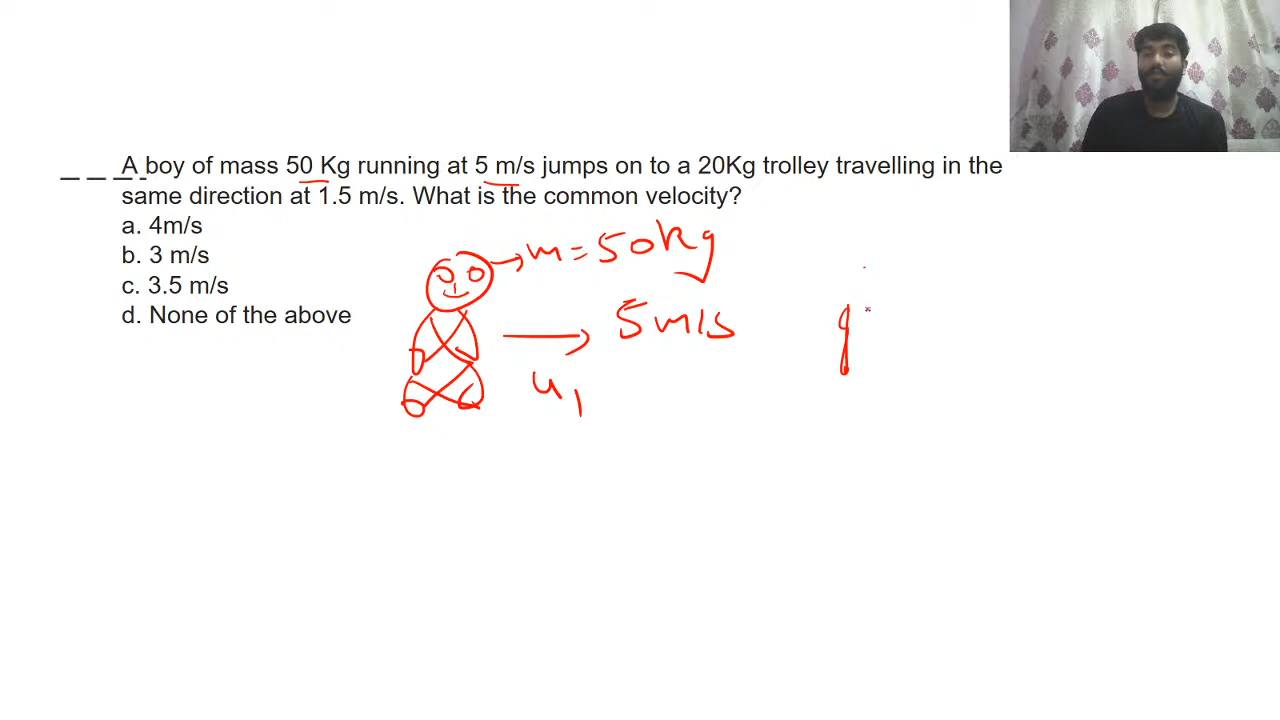 A boy of mass 50 Kg running at 5 m/s jumps on to a 20Kg trolley travelling in the
same direction at 1.5 m/s. What is the common velocity?
a. 4m/s
b. 3 m/s
c. 3.5 m/s
d. None of the above
m = 50kg
5m/s
u1